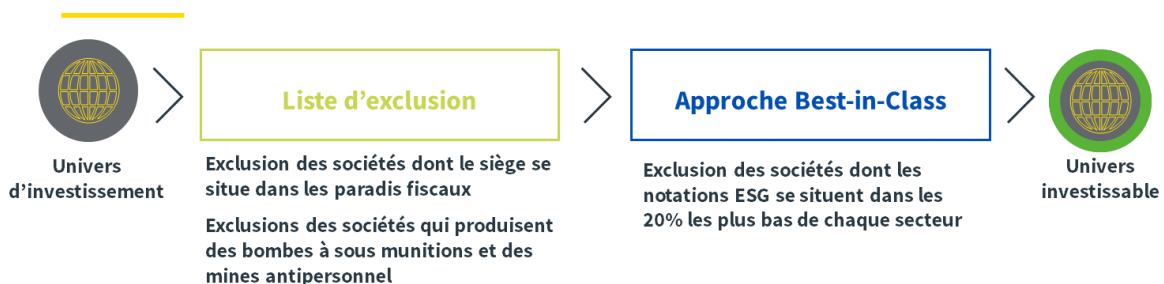 Univers
d’investissement
Liste d’exclusion
Exclusion des sociétés dont le siège se
situe dans les paradis fiscaux
Exclusions des sociétés qui produisent
des bombes à sous munitions et des
mines antipersonnel
Approche Best-in-Class
Exclusion des sociétés dont les
notations ESG se situent dans les
20% les plus bas de chaque secteur
Univers
investissable